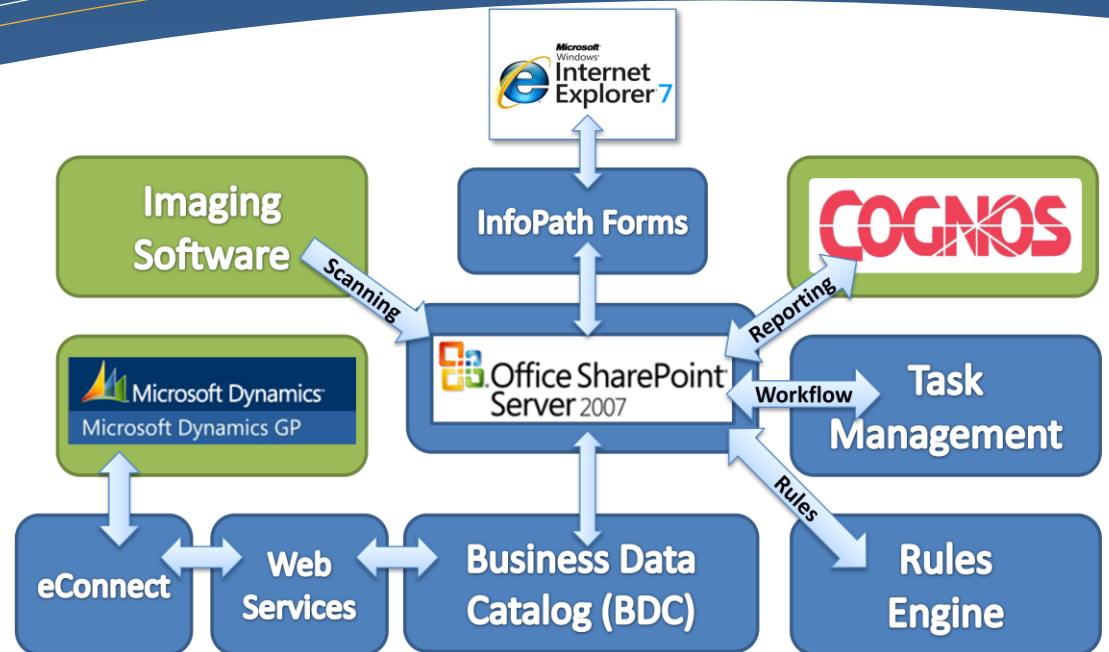 Microsoft
Windows
Internet
Explorer 7
Imaging
Software
InfoPath Forms
COGNOS
Scanning
Reporting
Microsoft Dynamics
Microsoft Dynamics GP
Office SharePoint
Server 2007
Workflow
Task
Management
Rules
eConnect
Web
Services
Business Data
Catalog (BDC)
Rules
Engine